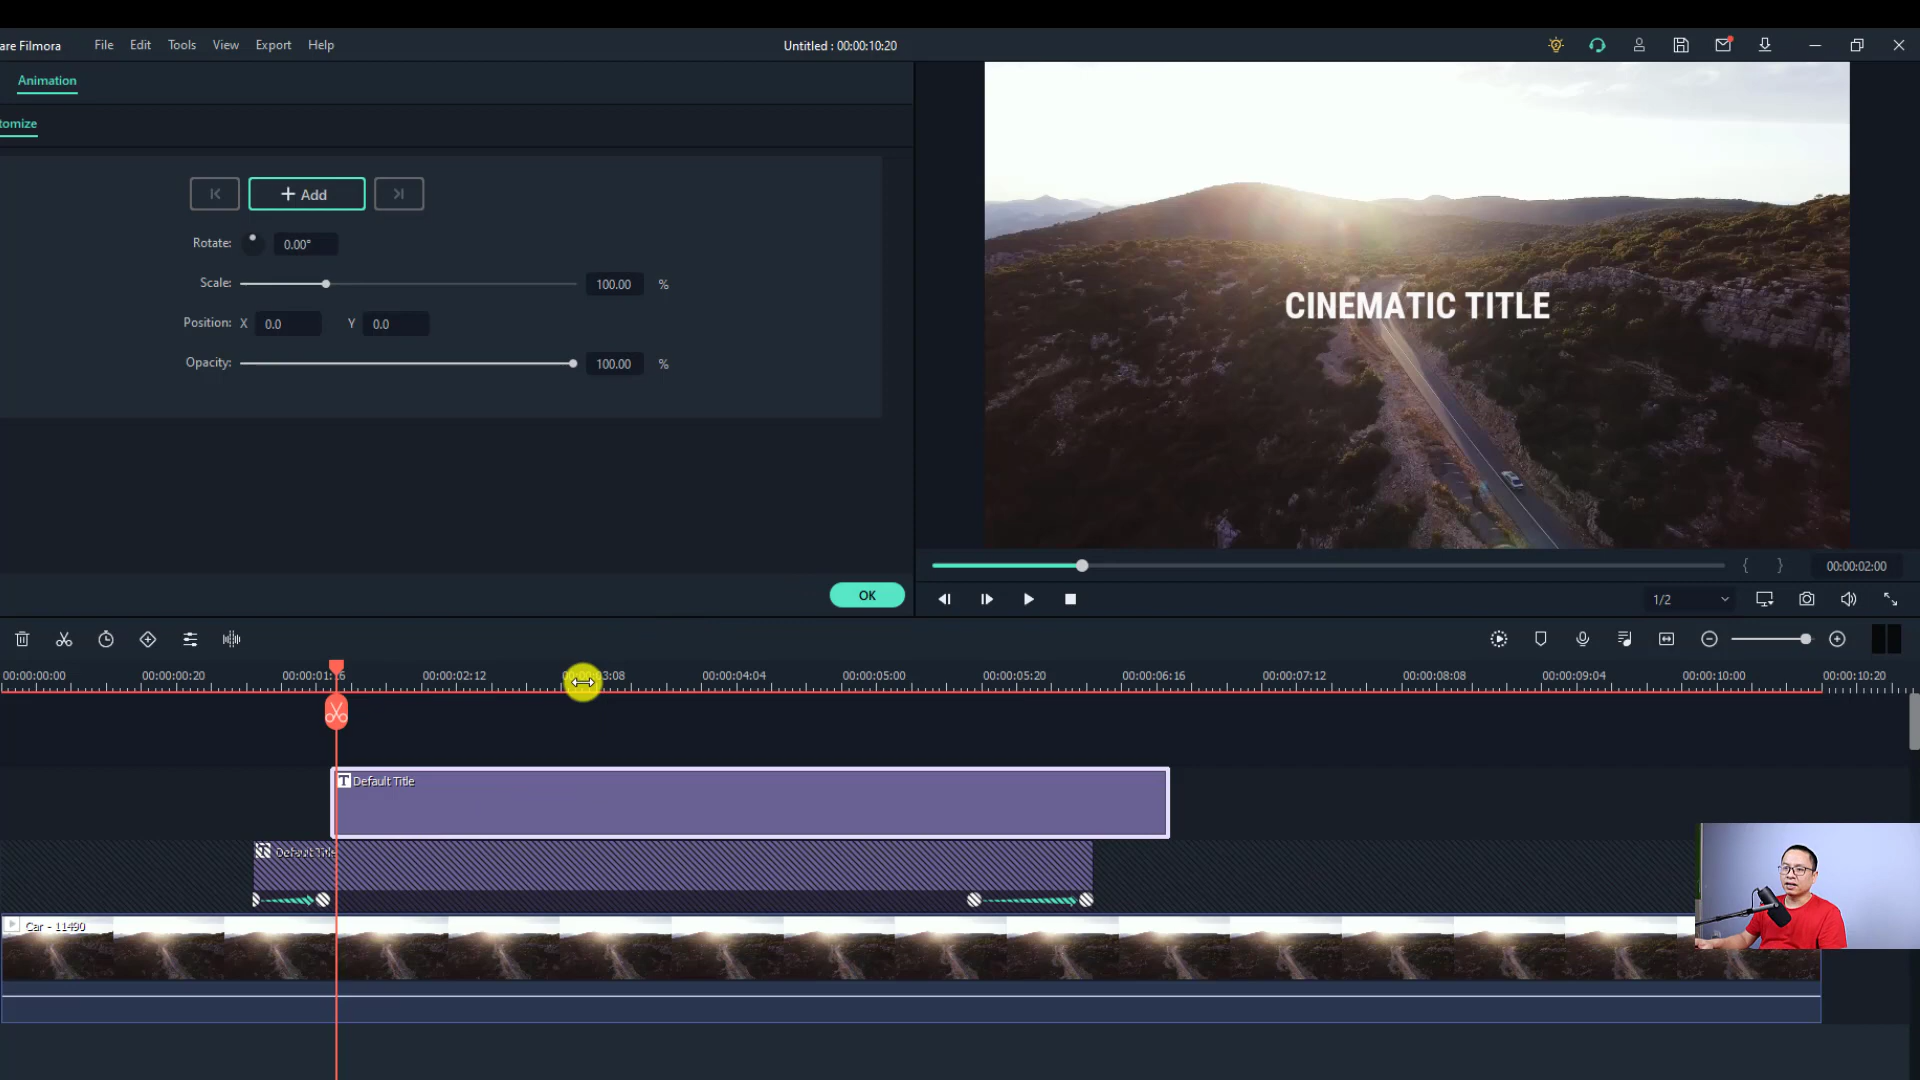 are Filmora File Edit Tools View Export Help Untitled : 00:00:10:20
Animation
tomize
Add
Rotate: 0.00°
Scale: 100.00 %
Position: X 0.0 Y 0.0
Opacity: 100.00 %
CINEMATIC TITLE
{ } 00:00:02:00
OK
1/2
00:00:00:00 00:00:00:20 00:00:01:16 00:00:02:12 00:00:03:08 00:00:04:04 00:00:05:00 00:00:05:20 00:00:06:16 00:00:07:12 00:00:08:08 00:00:09:04 00:00:10:00 00:00:10:20
T Default Title
T Default Title
Car - 11490